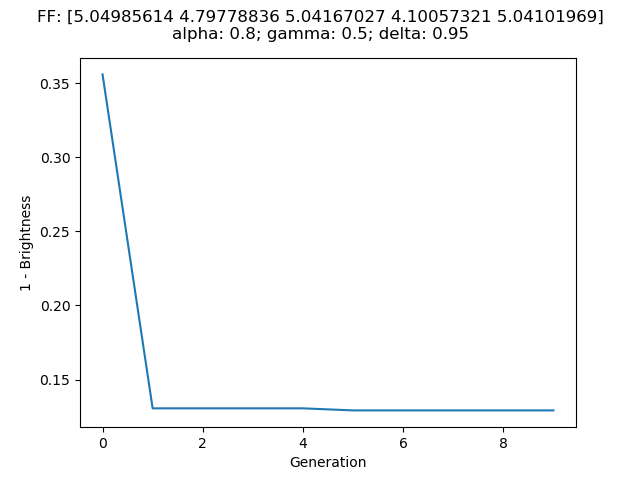 FF: [5.04985614 4.79778836 5.04167027 4.10057321 5.04101969]
alpha: 0.8; gamma: 0.5; delta: 0.95
0.35
0.30
0.25
0.20
0.15
1 - Brightness
0 2 4 6 8
Generation